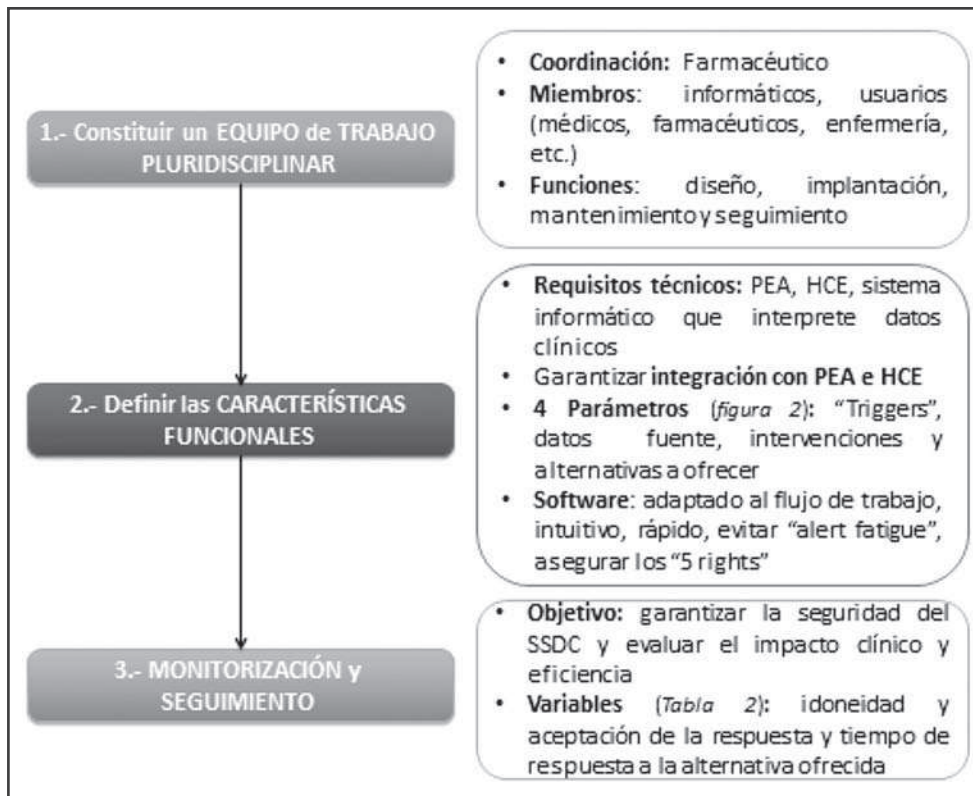 1.- Constituir un EQUIPO de TRABAJO
PLURIDISCIPLINAR
• Coordinación: Farmacéutico
• Miembros: informáticos, usuarios
(médicos, farmacéuticos, enfermería,
etc.)
• Funciones: diseño, implantación,
mantenimiento y seguimiento
2.- Definir las CARACTERÍSTICAS
FUNCIONALES
• Requisitos técnicos: PEA, HCE, sistema
informático que interprete datos
clínicos
• Garantizar integración con PEA e HCE
• 4 Parámetros (figura 2): “Triggers”,
datos fuente, intervenciones y
alternativas a ofrecer
• Software: adaptado al flujo de trabajo,
intuitivo, rápido, evitar “alert fatigue”,
asegurar los “5 rights”
3.- MONITORIZACIÓN y
SEGUIMIENTO
• Objetivo: garantizar la seguridad del
SSDC y evaluar el impacto clínico y
eficiencia
• Variables (Tabla 2): idoneidad y
aceptación de la respuesta y tiempo de
respuesta a la alternativa ofrecida